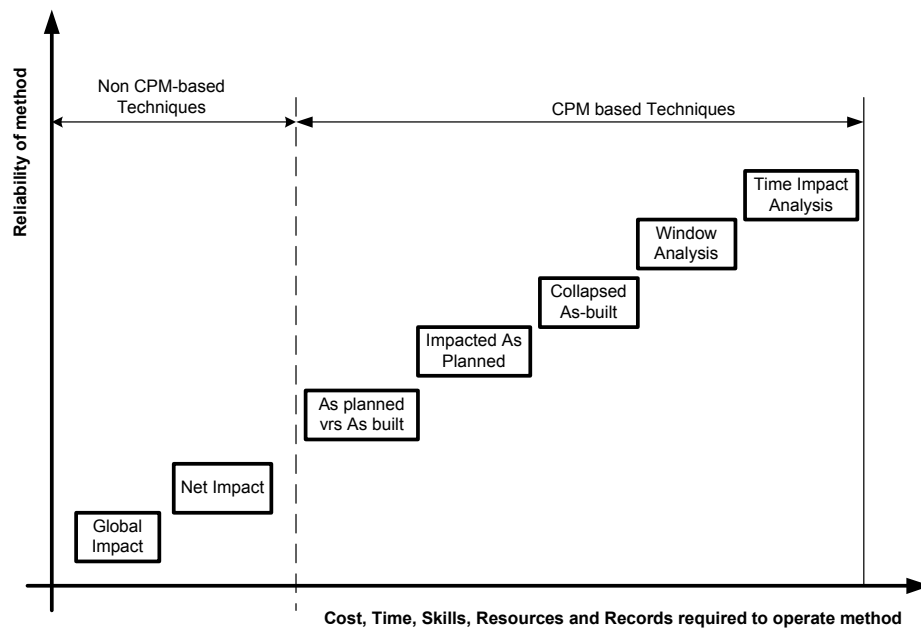 Reliability of method
Non CPM-based
Techniques
CPM based Techniques
Time Impact
Analysis
Window
Analysis
Collapsed
As-built
Impacted As
Planned
As planned
vrs As built
Net Impact
Global
Impact
Cost, Time, Skills, Resources and Records required to operate method